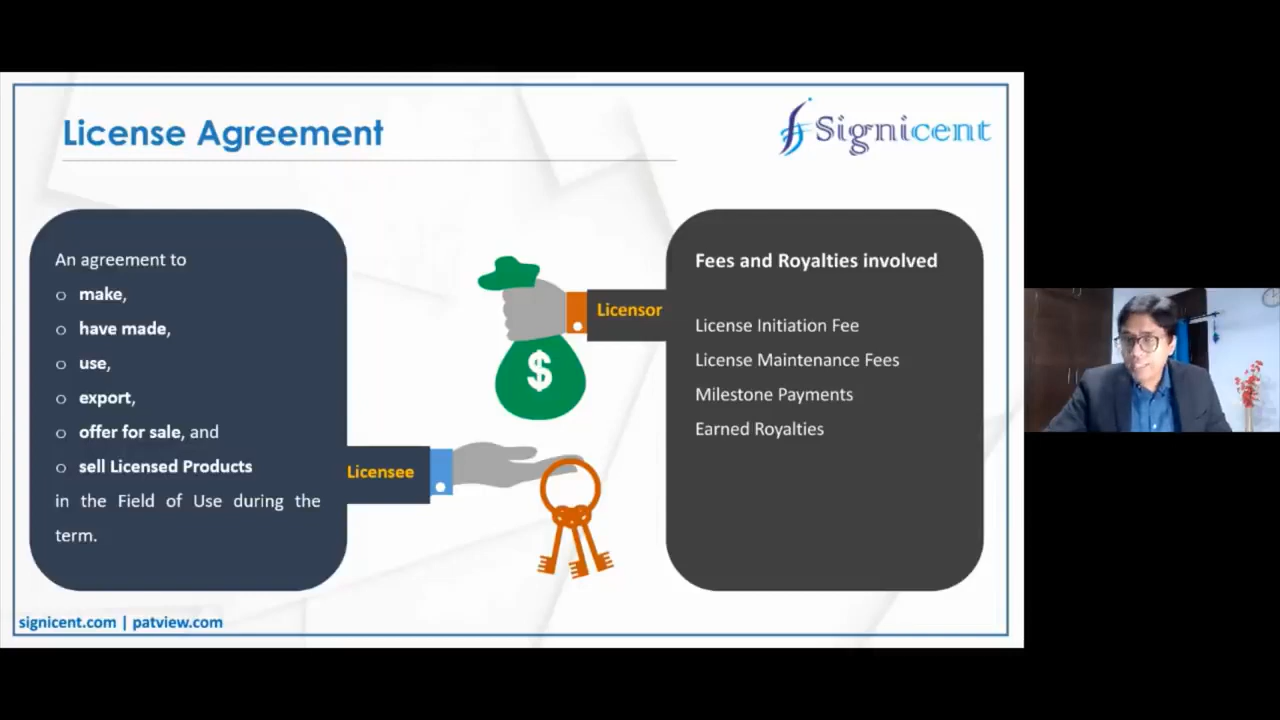 License Agreement
Signicent
An agreement to
o make,
o have made,
o use,
o export,
o offer for sale, and
o sell Licensed Products
in the Field of Use during the
term.
Licensor
$
Licensee
Fees and Royalties involved
License Initiation Fee
License Maintenance Fees
Milestone Payments
Earned Royalties
signicent.com | patview.com